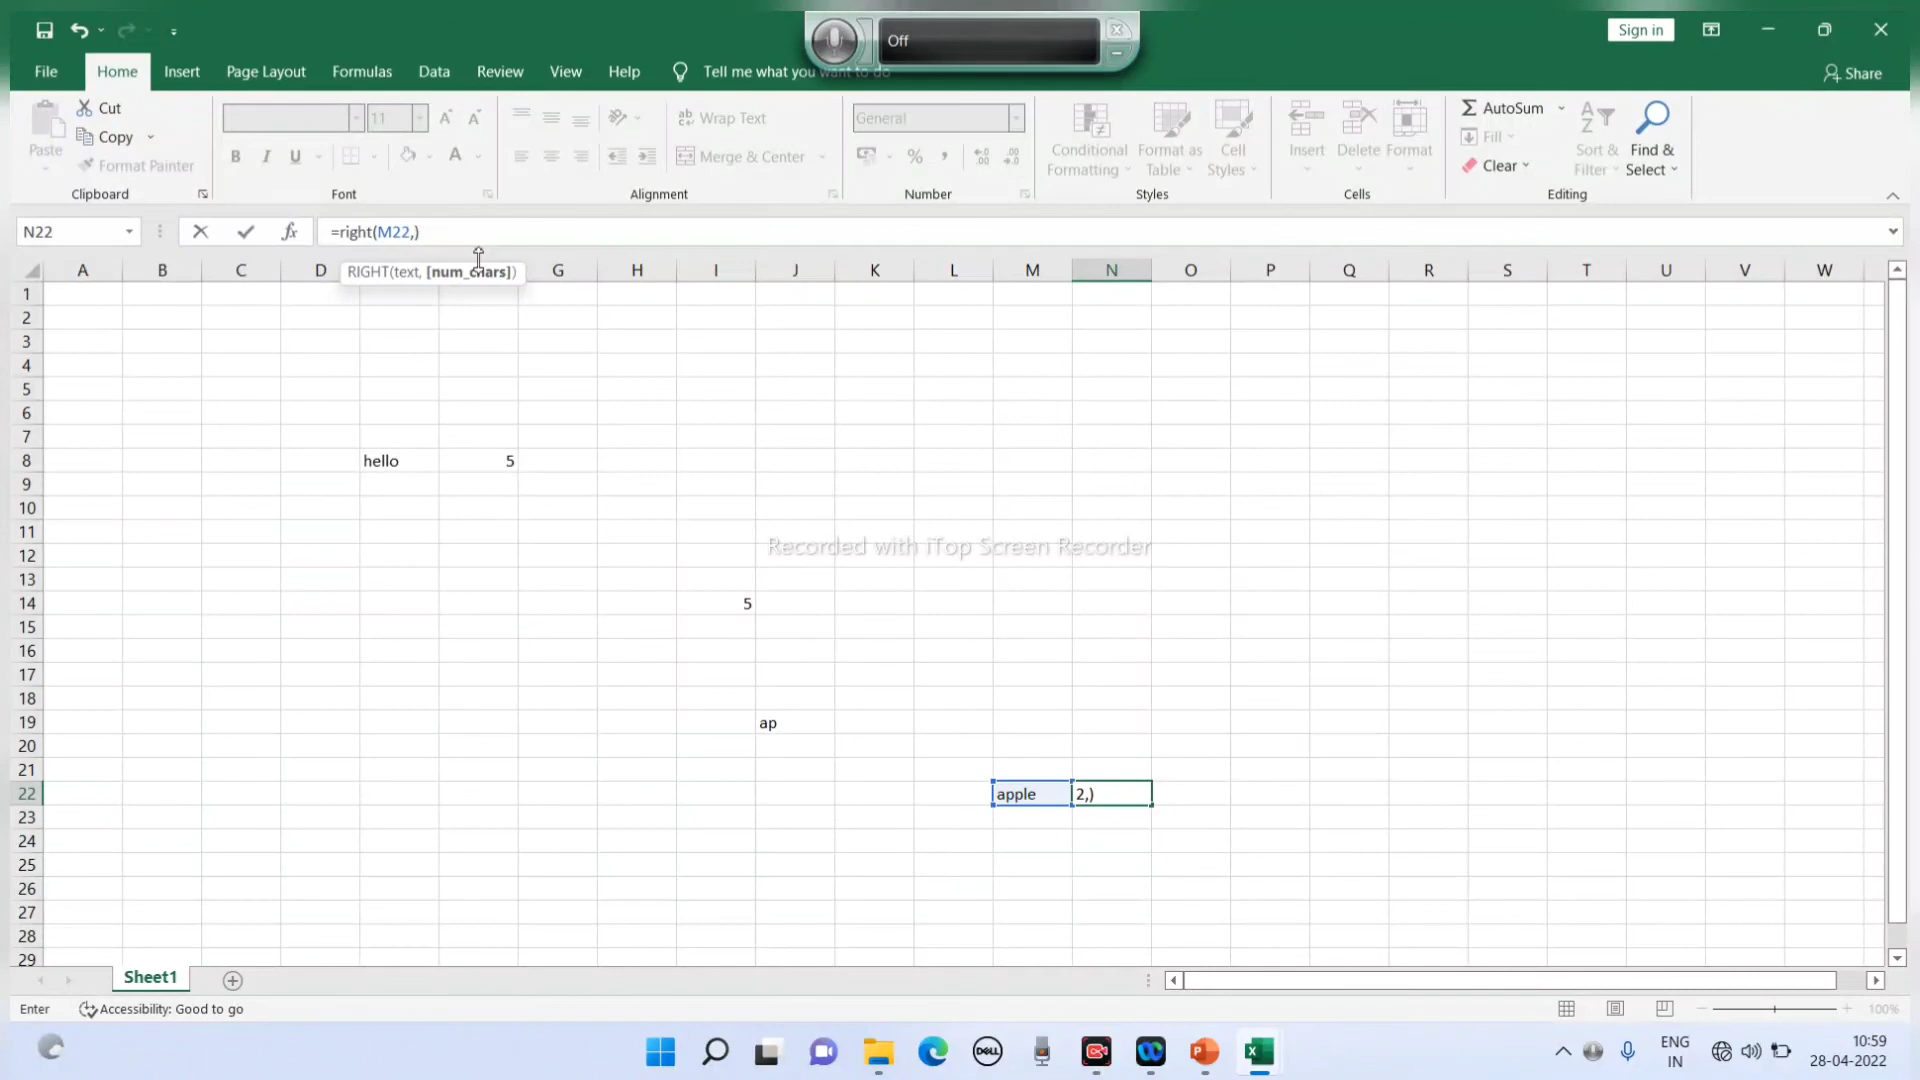 Off
Sign in
File Home Insert Page Layout Formulas Data Review View Help Tell me what you want to do Share
Paste Cut Copy Format Painter
11
Wrap Text
Merge & Center
General
Conditional Formatting
Format as Table
Cell Styles
Insert Delete Format
AutoSum
Fill
Clear
Sort & Filter
Find & Select
Clipboard Font Alignment Number Styles Cells Editing
N22 fx =right(M22,)
RIGHT(text, [num_chars])
A B C D G H I J K L M N O P Q R S T U V W
1
2
3
4
5
6
7
8 hello 5
9
10
11
12
Recorded with iTop Screen Recorder
13
14 5
15
16
17
18
19 ap
20
21
22 apple 2,)
23
24
25
26
27
28
29
Sheet1
Enter Accessibility: Good to go 100%
DELL
ENG
IN
10:59
28-04-2022